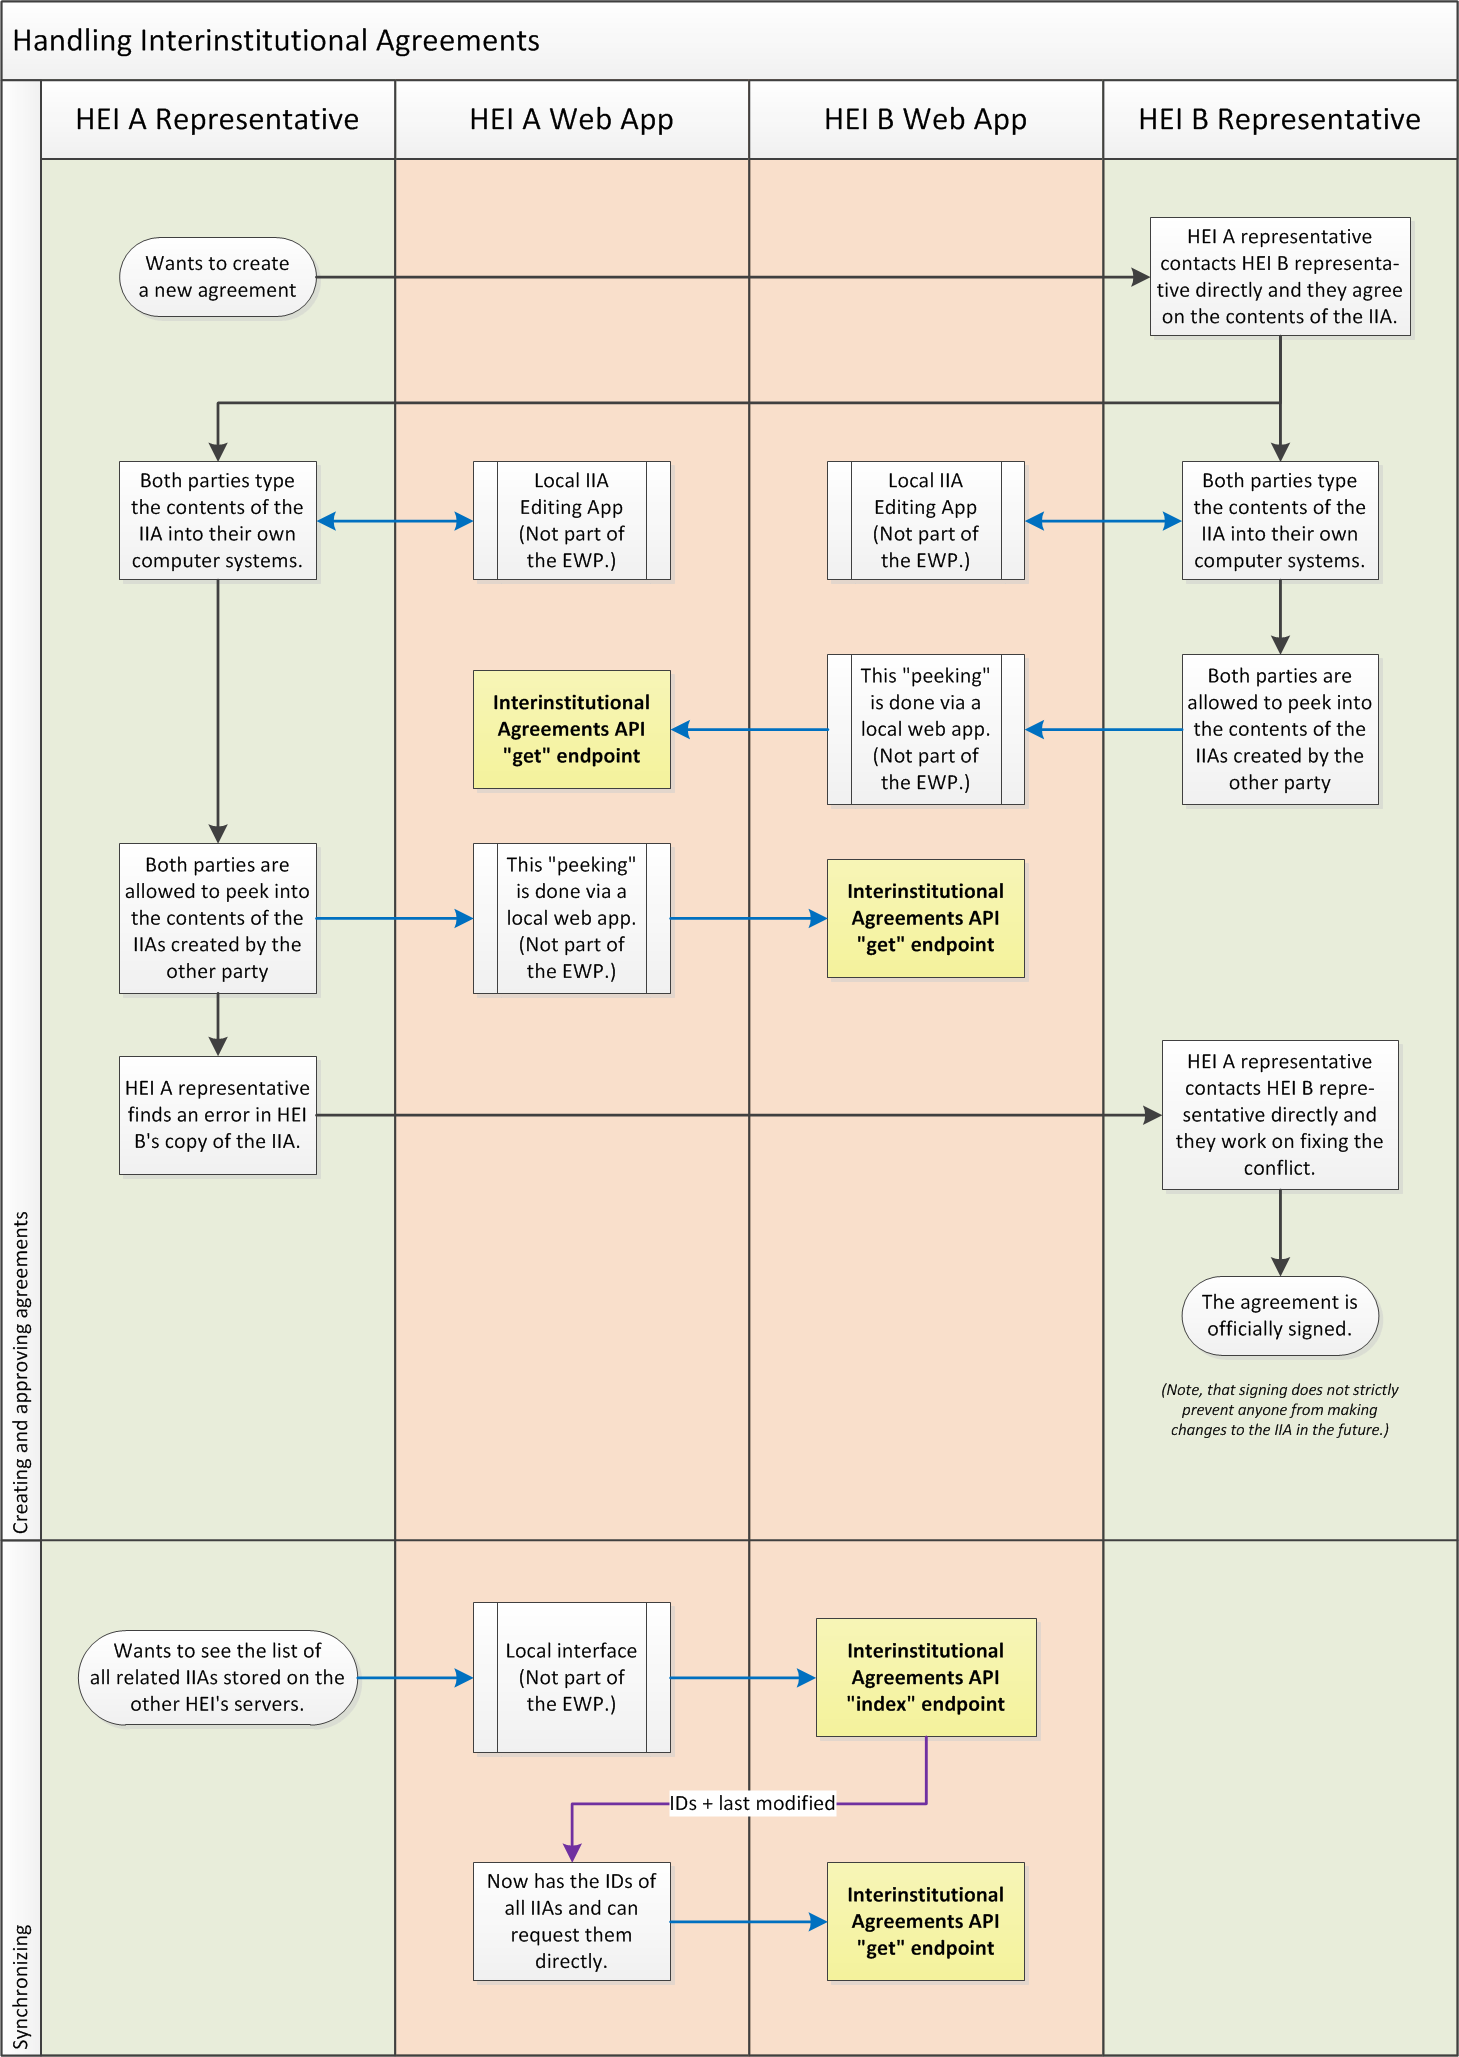 Handling Interinstitutional Agreements
HEI A Representative
HEI A Web App
HEI B Web App
HEI B Representative
Creating and approving agreements
Wants to create
a new agreement
HEI A representative
contacts HEI B representa-
tive directly and they agree
on the contents of the IIA.
Both parties type
the contents of the
IIA into their own
computer systems.
Local IIA
Editing App
(Not part of
the EWP.)
Local IIA
Editing App
(Not part of
the EWP.)
Both parties type
the contents of the
IIA into their own
computer systems.
Interinstitutional
Agreements API
"get" endpoint
This "peeking"
is done via a
local web app.
(Not part of
the EWP.)
Both parties are
allowed to peek into
the contents of the
IIAs created by the
other party
Both parties are
allowed to peek into
the contents of the
IIAs created by the
other party
This "peeking"
is done via a
local web app.
(Not part of
the EWP.)
Interinstitutional
Agreements API
"get" endpoint
HEI A representative
finds an error in HEI
B's copy of the IIA.
HEI A representative
contacts HEI B repre-
sentative directly and
they work on fixing the
conflict.
The agreement is
officially signed.
(Note, that signing does not strictly
prevent anyone from making
changes to the IIA in the future.)
Synchronizing
Wants to see the list of
all related IIAs stored on the
other HEI's servers.
Local interface
(Not part of
the EWP.)
Interinstitutional
Agreements API
"index" endpoint
IDs + last modified
Now has the IDs of
all IIAs and can
request them
directly.
Interinstitutional
Agreements API
"get" endpoint